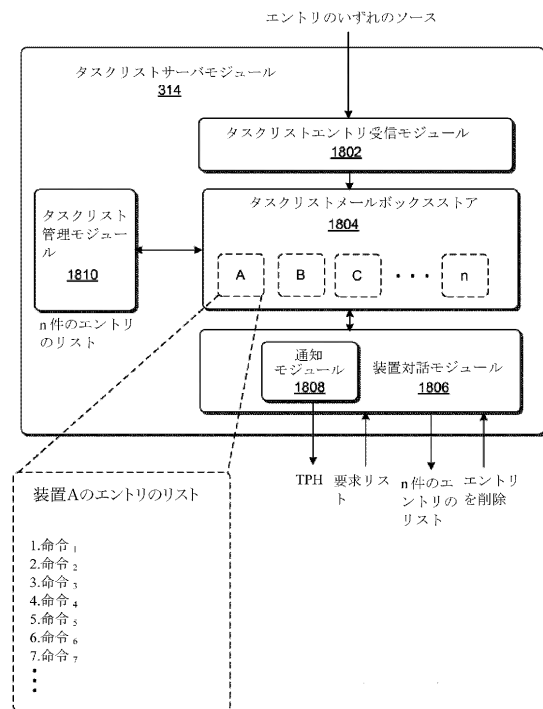 エントリのいずれのソース
タスクリストサーバモジュール
314
タスクリストエントリ受信モジュール
1802
タスクリスト
管理モジュー
ル
1810
n件のエントリ
のリスト
タスクリストメールボックスストア
1804
A B C ・・・ n
通知
モジュール
1808
装置対話モジュール
1806
TPH
要求リス
ト
n件のエ
ントリの
リスト
エントリ
を削除
装置Aのエントリのリスト
1.命令₁
2.命令₂
3.命令₃
4.命令₄
5.命令₅
6.命令₆
7.命令₇